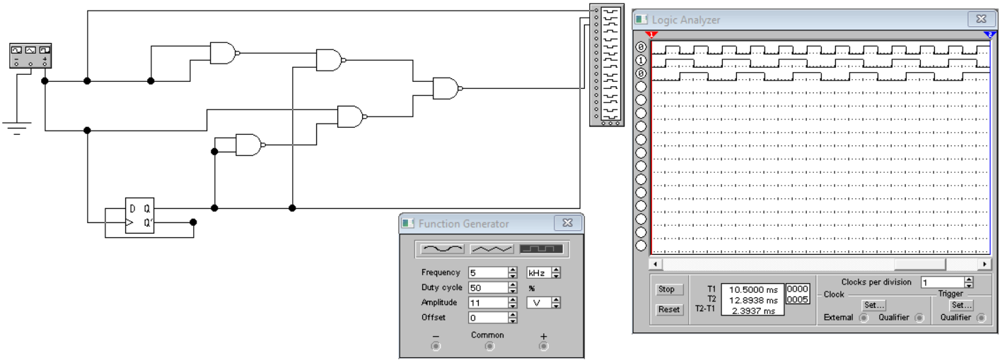 Logic Analyzer
1 2
0
1
0
- +
D Q
Q'
Function Generator
Frequency 5 kHz
Duty cycle 50 %
Amplitude 11 V
Offset 0
- Common +
Stop
Reset
T1 10.5000 ms 0000
T2 12.8938 ms 0005
T2-T1 2.3937 ms
Clocks per division 1
Clock Trigger
Set... Set...
External Qualifier Qualifier